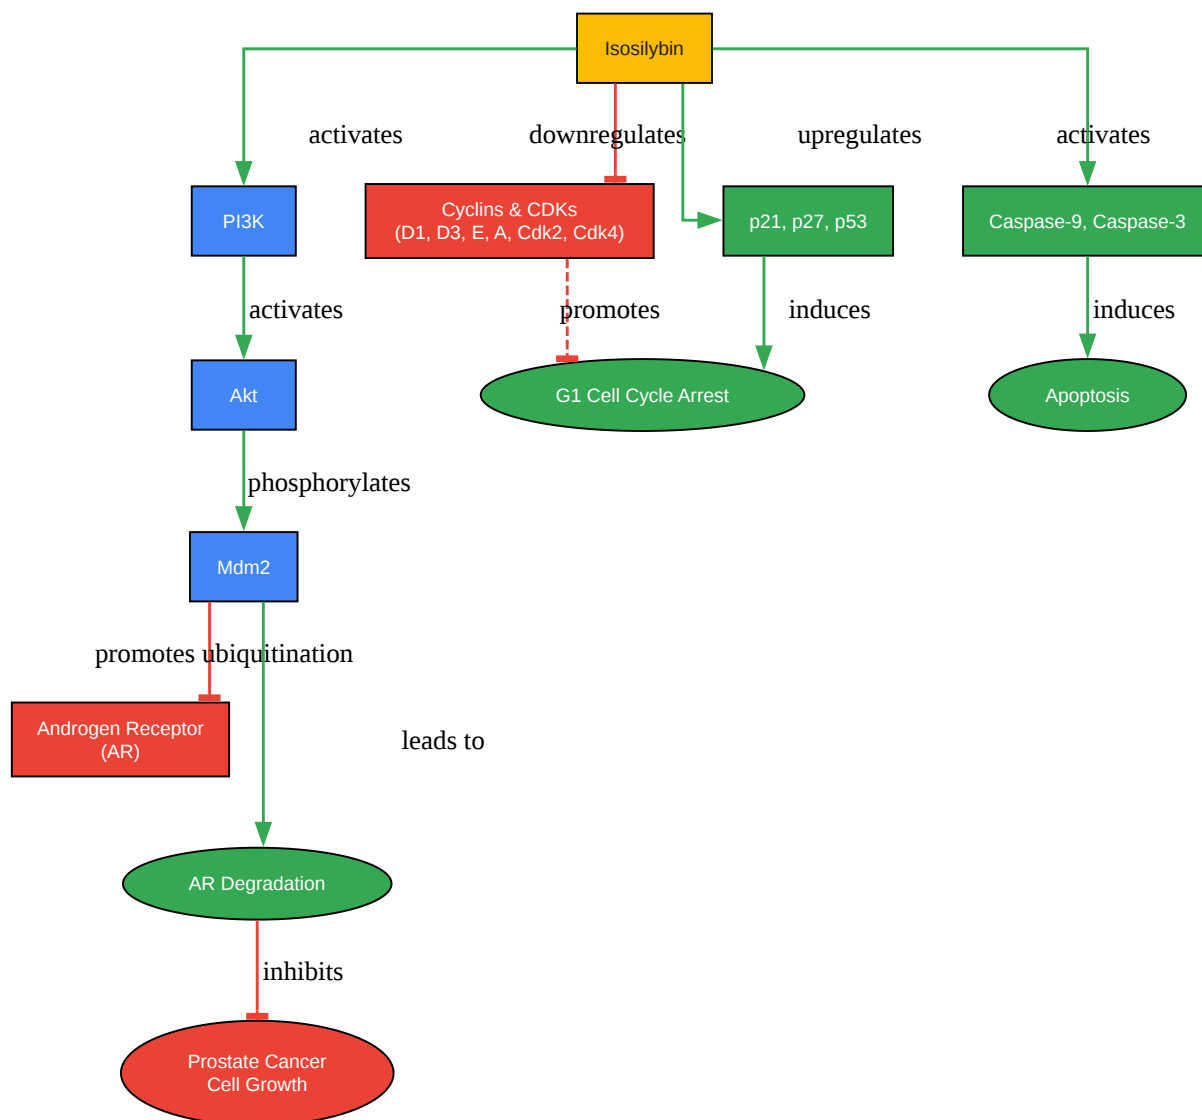 Isosilybin
activates
downregulates
upregulates
activates
PI3K
Cyclins & CDKs
(D1, D3, E, A, Cdk2, Cdk4)
p21, p27, p53
Caspase-9, Caspase-3
activates
promotes
induces
induces
Akt
G1 Cell Cycle Arrest
Apoptosis
phosphorylates
Mdm2
promotes ubiquitination
Androgen Receptor
(AR)
leads to
AR Degradation
inhibits
Prostate Cancer
Cell Growth